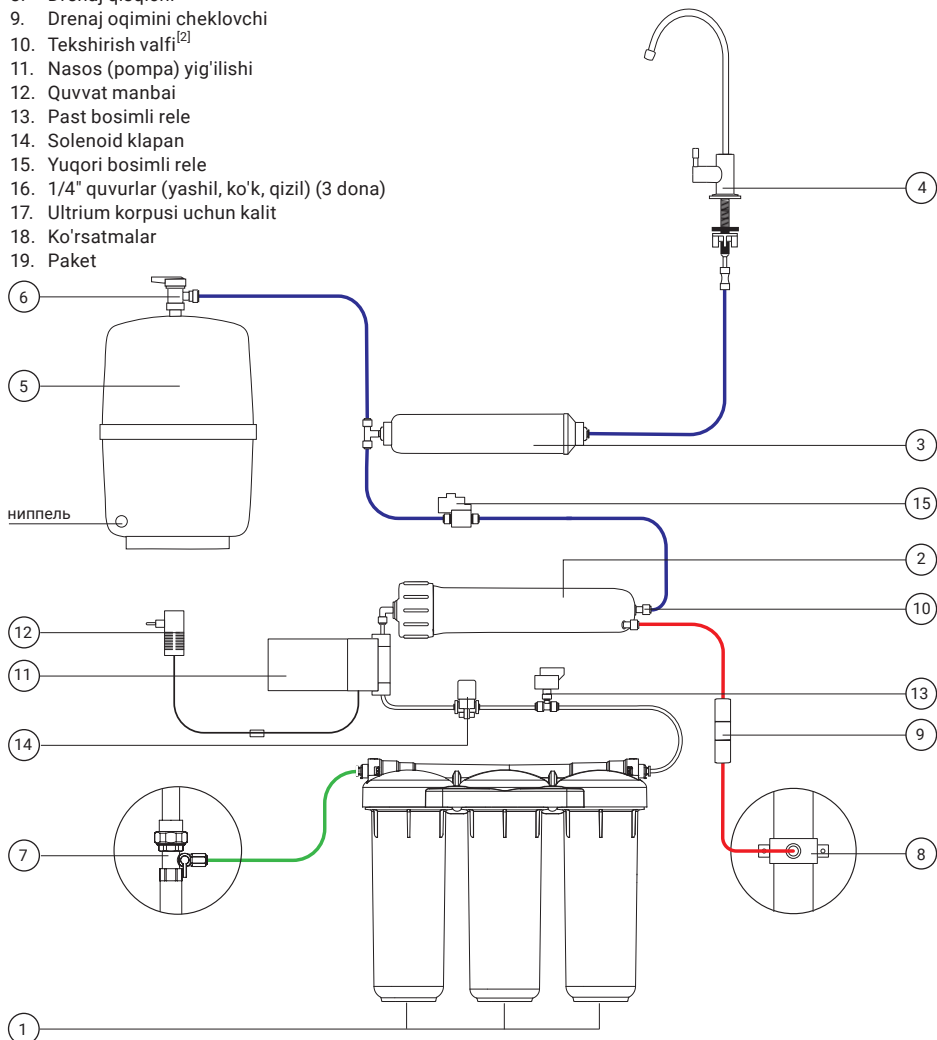 9. Drenaj oqimini cheklovchi
10. Tekshirish valfi[2]
11. Nasos (pompa) yig'ilishi
12. Quvvat manbai
13. Past bosimli rele
14. Solenoid klapan
15. Yuqori bosimli rele
16. 1/4" quvurlar (yashil, ko'k, qizil) (3 dona)
17. Ultrium korpusi uchun kalit
18. Ko'rsatmalar
19. Paket
4
6
5
3
ниппель
15
2
10
12
11
13
14
9
7
8
1